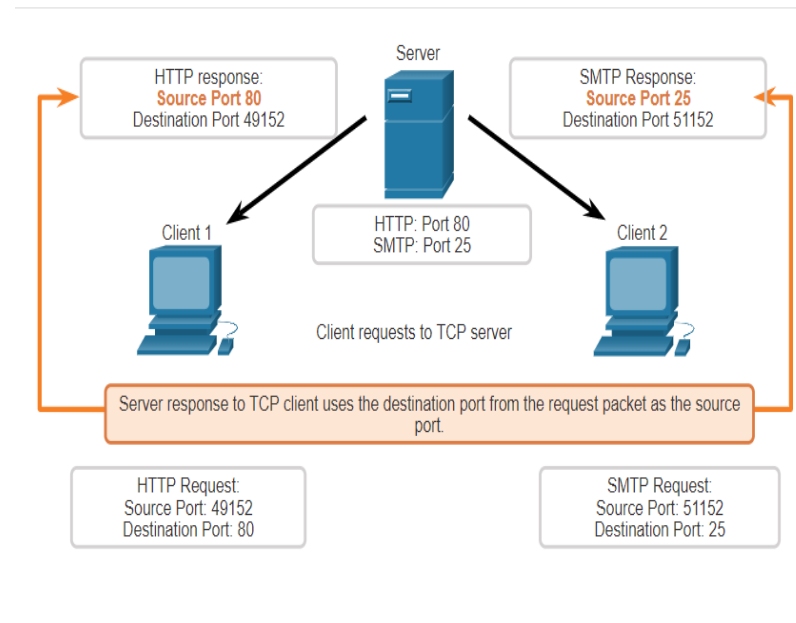 Server
HTTP response:
Source Port 80
Destination Port 49152
SMTP Response:
Source Port 25
Destination Port 51152
HTTP: Port 80
SMTP: Port 25
Client 1
Client 2
Client requests to TCP server
Server response to TCP client uses the destination port from the request packet as the source
port.
HTTP Request:
Source Port: 49152
Destination Port: 80
SMTP Request:
Source Port: 51152
Destination Port: 25